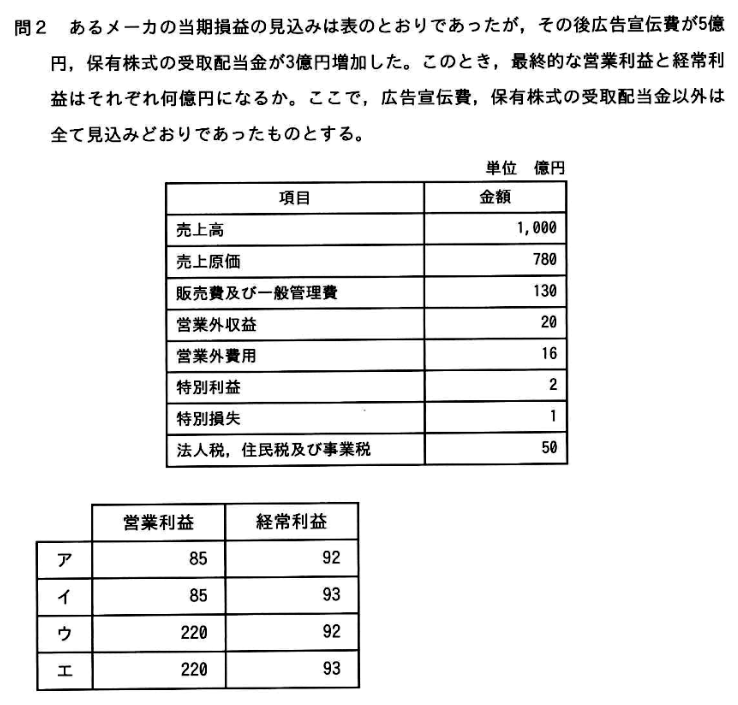 問2　あるメーカの当期損益の見込みは表のとおりであったが，その後広告宣伝費が5億
円，保有株式の受取配当金が3億円増加した。このとき，最終的な営業利益と経常利
益はそれぞれ何億円になるか。ここで，広告宣伝費，保有株式の受取配当金以外は
全て見込みどおりであったものとする。
単位　億円
項目　金額
売上高　1,000
売上原価　780
販売費及び一般管理費　130
営業外収益　20
営業外費用　16
特別利益　2
特別損失　1
法人税，住民税及び事業税　50
営業利益　経常利益
ア　85　92
イ　85　93
ウ　220　92
エ　220　93